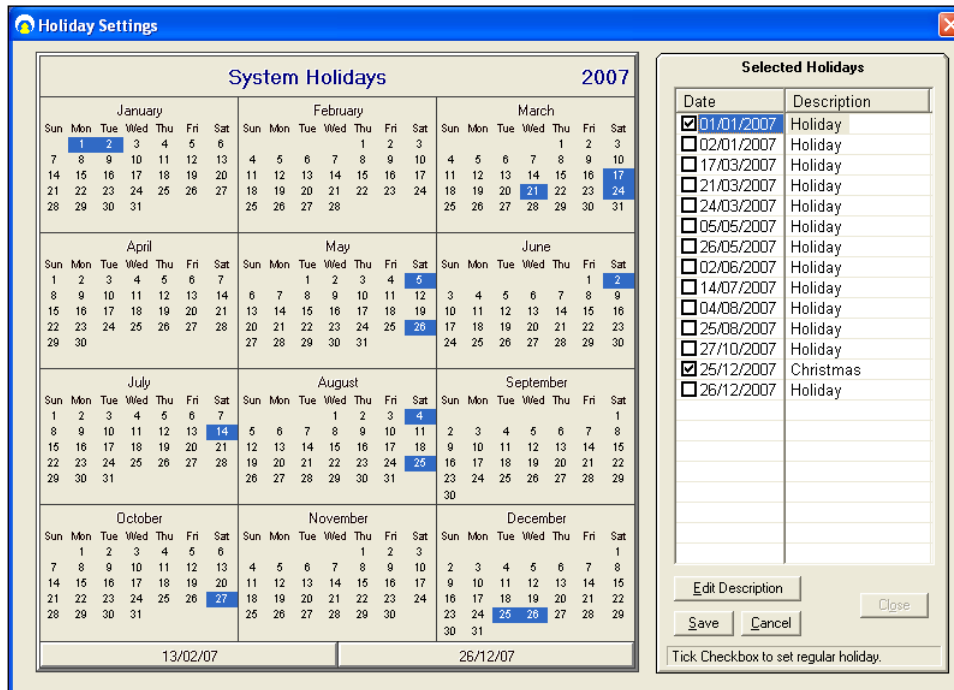 Holiday Settings
System Holidays 2007
January February March
Sun Mon Tue Wed Thu Fri Sat Sun Mon Tue Wed Thu Fri Sat Sun Mon Tue Wed Thu Fri Sat
1 2 3 4 5 6 1 2 3 1 2 3
7 8 9 10 11 12 13 4 5 6 7 8 9 10 4 5 6 7 8 9 10
14 15 16 17 18 19 20 11 12 13 14 15 16 17 11 12 13 14 15 16 17
21 22 23 24 25 26 27 18 19 20 21 22 23 24 18 19 20 21 22 23 24
28 29 30 31 25 26 27 28 25 26 27 28 29 30 31
April May June
Sun Mon Tue Wed Thu Fri Sat Sun Mon Tue Wed Thu Fri Sat Sun Mon Tue Wed Thu Fri Sat
1 2 3 4 5 6 7 1 2 3 4 5 1 2
8 9 10 11 12 13 14 6 7 8 9 10 11 12 3 4 5 6 7 8 9
15 16 17 18 19 20 21 13 14 15 16 17 18 19 10 11 12 13 14 15 16
22 23 24 25 26 27 28 20 21 22 23 24 25 26 17 18 19 20 21 22 23
29 30 27 28 29 30 31 24 25 26 27 28 29 30
July August September
Sun Mon Tue Wed Thu Fri Sat Sun Mon Tue Wed Thu Fri Sat Sun Mon Tue Wed Thu Fri Sat
1 2 3 4 5 6 7 1 2 3 4 1
8 9 10 11 12 13 14 5 6 7 8 9 10 11 2 3 4 5 6 7 8
15 16 17 18 19 20 21 12 13 14 15 16 17 18 9 10 11 12 13 14 15
22 23 24 25 26 27 28 19 20 21 22 23 24 25 16 17 18 19 20 21 22
29 30 31 26 27 28 29 30 31 23 24 25 26 27 28 29
30
October November December
Sun Mon Tue Wed Thu Fri Sat Sun Mon Tue Wed Thu Fri Sat Sun Mon Tue Wed Thu Fri Sat
1 2 3 4 5 6 1 2 3 1
7 8 9 10 11 12 13 4 5 6 7 8 9 10 2 3 4 5 6 7 8
14 15 16 17 18 19 20 11 12 13 14 15 16 17 9 10 11 12 13 14 15
21 22 23 24 25 26 27 18 19 20 21 22 23 24 16 17 18 19 20 21 22
28 29 30 31 25 26 27 28 29 30 23 24 25 26 27 28 29
30 31
13/02/07 26/12/07
Selected Holidays
Date Description
01/01/2007 Holiday
02/01/2007 Holiday
17/03/2007 Holiday
21/03/2007 Holiday
24/03/2007 Holiday
05/05/2007 Holiday
26/05/2007 Holiday
02/06/2007 Holiday
14/07/2007 Holiday
04/08/2007 Holiday
25/08/2007 Holiday
27/10/2007 Holiday
25/12/2007 Christmas
26/12/2007 Holiday
Edit Description
Close
Save Cancel
Tick Checkbox to set regular holiday.